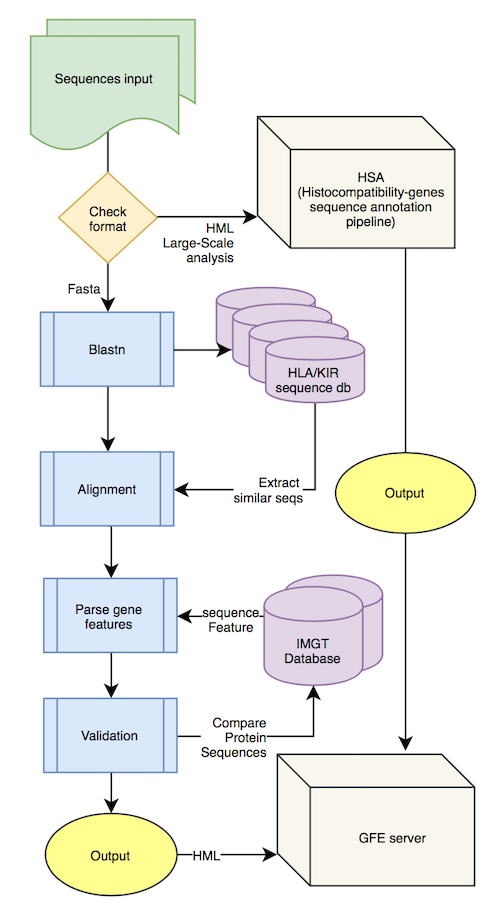 Sequences input
HSA
(Histocompatibility-genes
sequence annotation
pipeline)
Check
format
HML
Large-Scale
analysis
Fasta
Blastn
HLA/KIR
sequence db
Alignment
Extract
similar seqs
Output
Parse gene
features
sequence
Feature
IMGT
Database
Validation
Compare
Protein
Sequences
GFE server
Output
HML